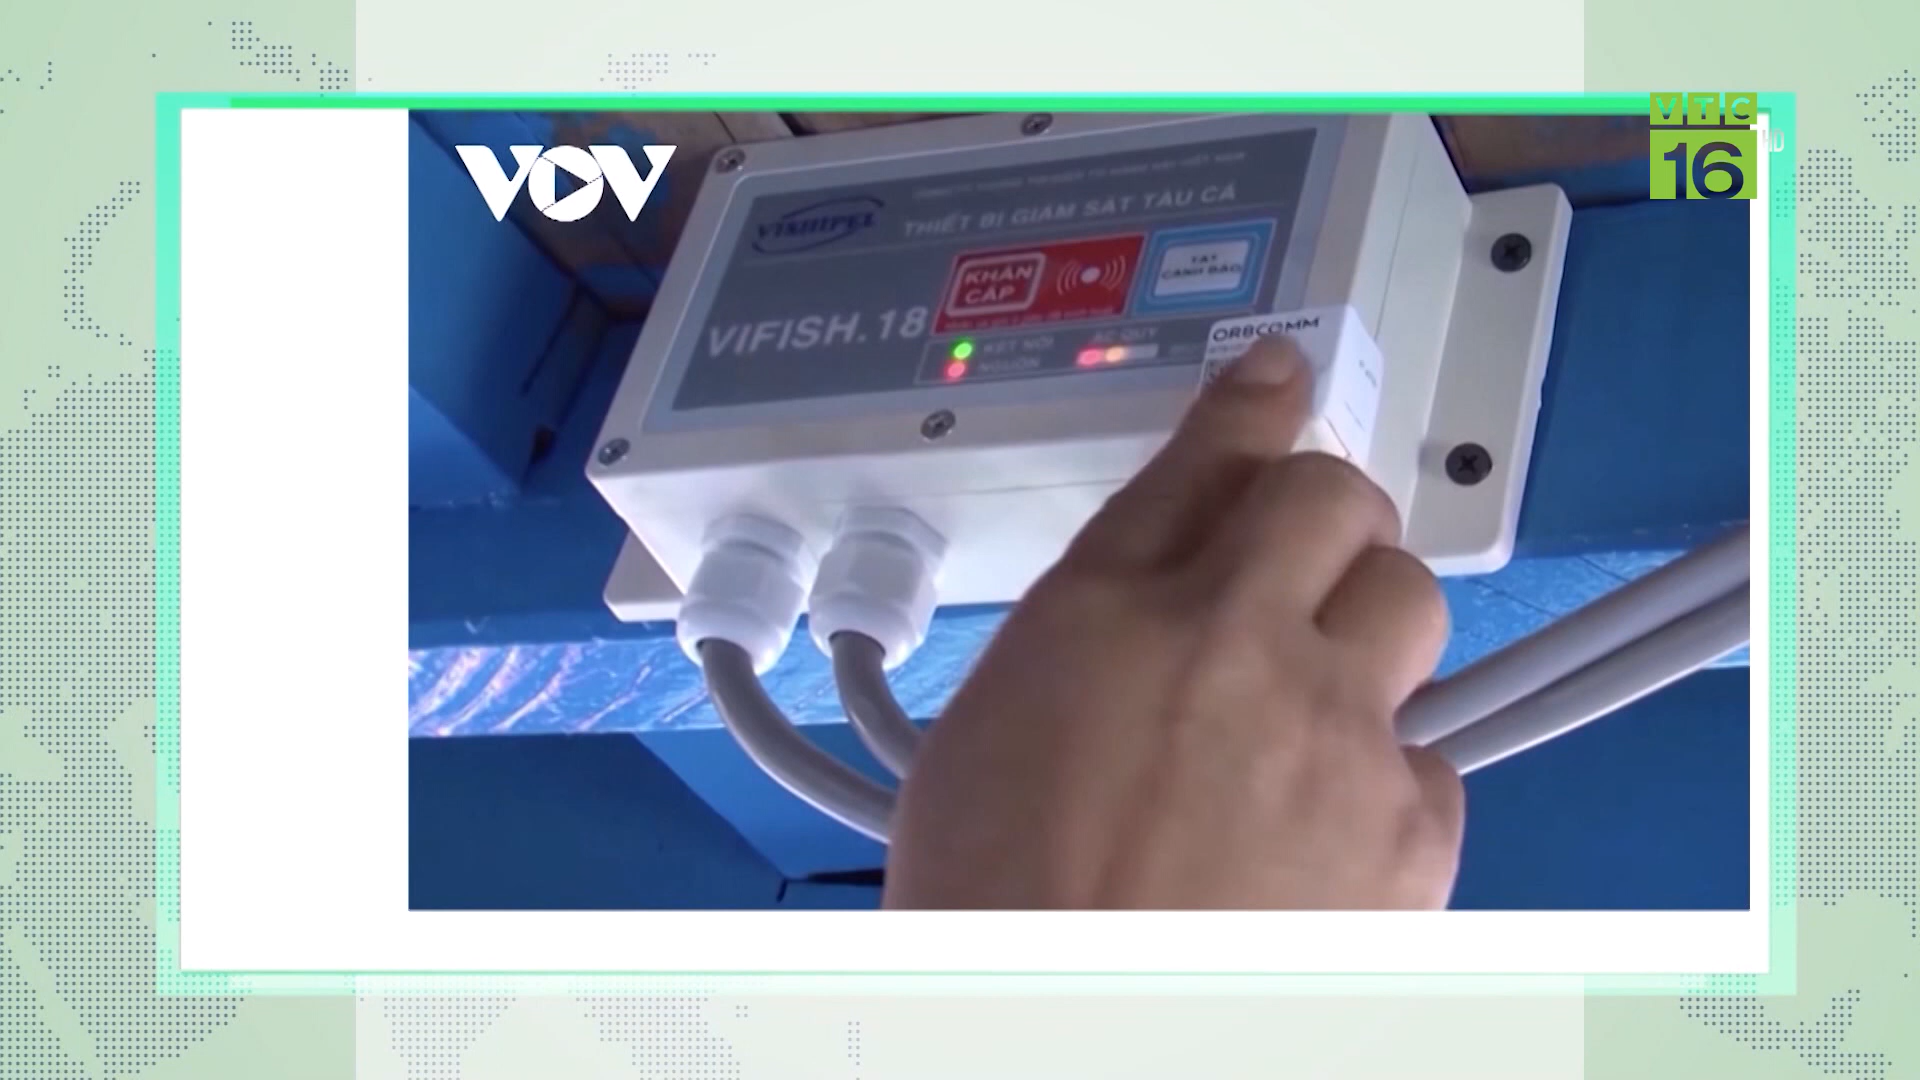 VTC
16
HD
VOV
VISHIPEL
THIẾT BỊ GIÁM SÁT TÀU CÁ
KHẨN
CẤP
TẮT
CẢNH BÁO
VIFISH.18
KẾT NỐI
NGUỒN
ẮC QUY
ORBCOMM